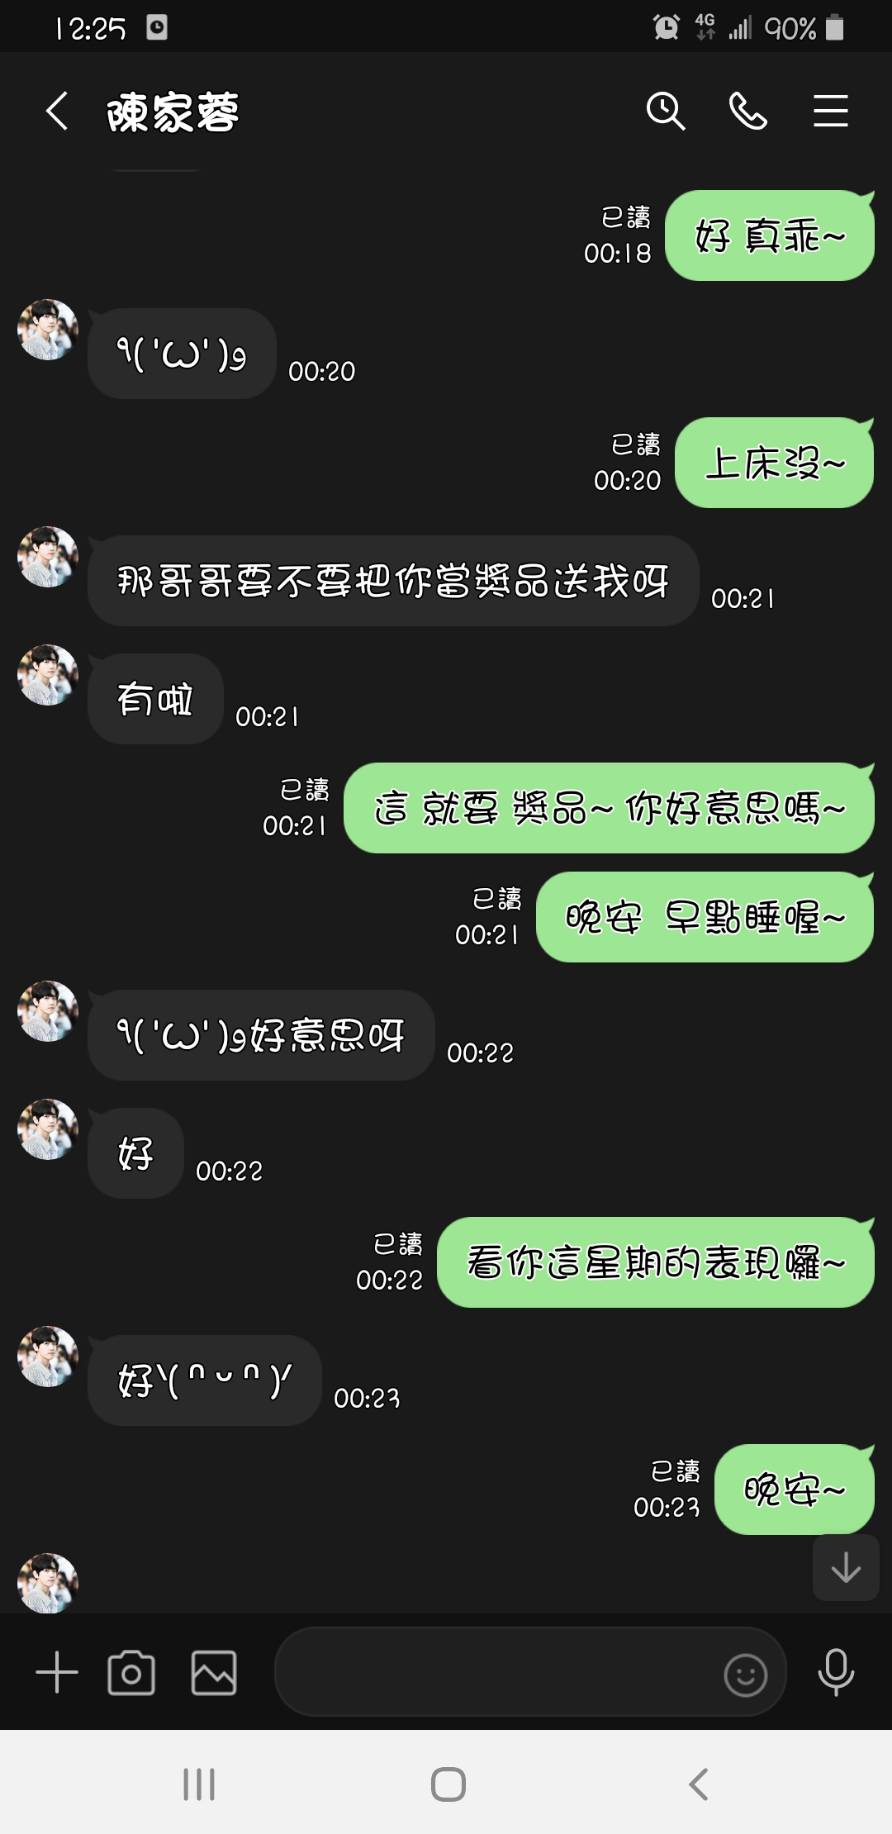 12:25
4G
90%
陳家蓉
已讀
00:18
好 真乖~
٩( 'ω' )و
00:20
已讀
00:20
上床沒~
那哥哥要不要把你當獎品送我呀
00:21
有啦
00:21
已讀
00:21
這 就要 獎品~ 你好意思嗎~
已讀
00:21
晚安 早點睡喔~
٩( 'ω' )و好意思呀
00:22
好
00:22
已讀
00:22
看你這星期的表現囉~
好\(ᵔᵕᵔ)/
00:23
已讀
00:23
晚安~